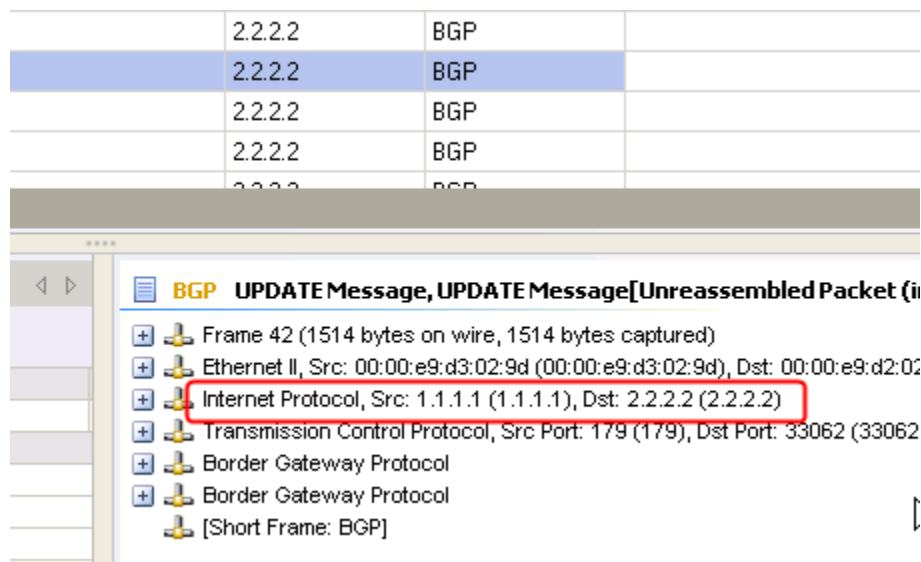 2.2.2.2 BGP
2.2.2.2 BGP
2.2.2.2 BGP
2.2.2.2 BGP
2.2.2.2 BGP
BGP UPDATE Message, UPDATE Message[Unreassembled Packet (i
Frame 42 (1514 bytes on wire, 1514 bytes captured)
Ethernet II, Src: 00:00:e9:d3:02:9d (00:00:e9:d3:02:9d), Dst: 00:00:e9:d2:02
Internet Protocol, Src: 1.1.1.1 (1.1.1.1), Dst: 2.2.2.2 (2.2.2.2)
Transmission Control Protocol, Src Port: 179 (179), Dst Port: 33062 (33062
Border Gateway Protocol
Border Gateway Protocol
[Short Frame: BGP]